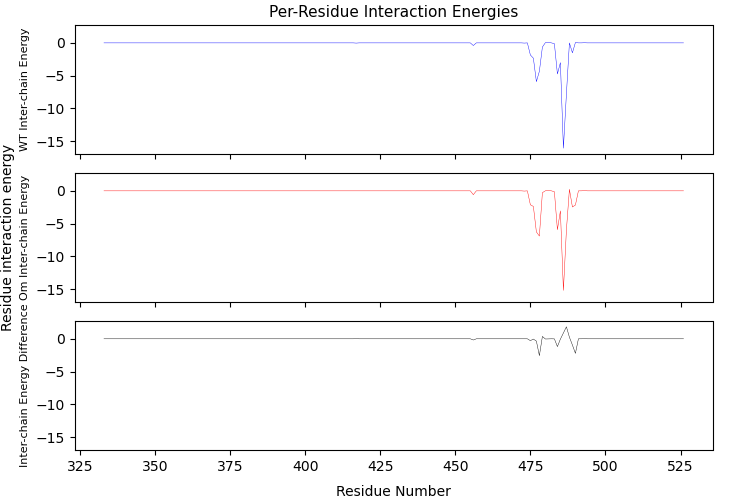 Per-Residue Interaction Energies
WT Inter-chain Energy
0
−5
−10
−15
Residue interaction energy
Om Inter-chain Energy
0
−5
−10
−15
Inter-chain Energy Difference
0
−5
−10
−15
325 350 375 400 425 450 475 500 525
Residue Number